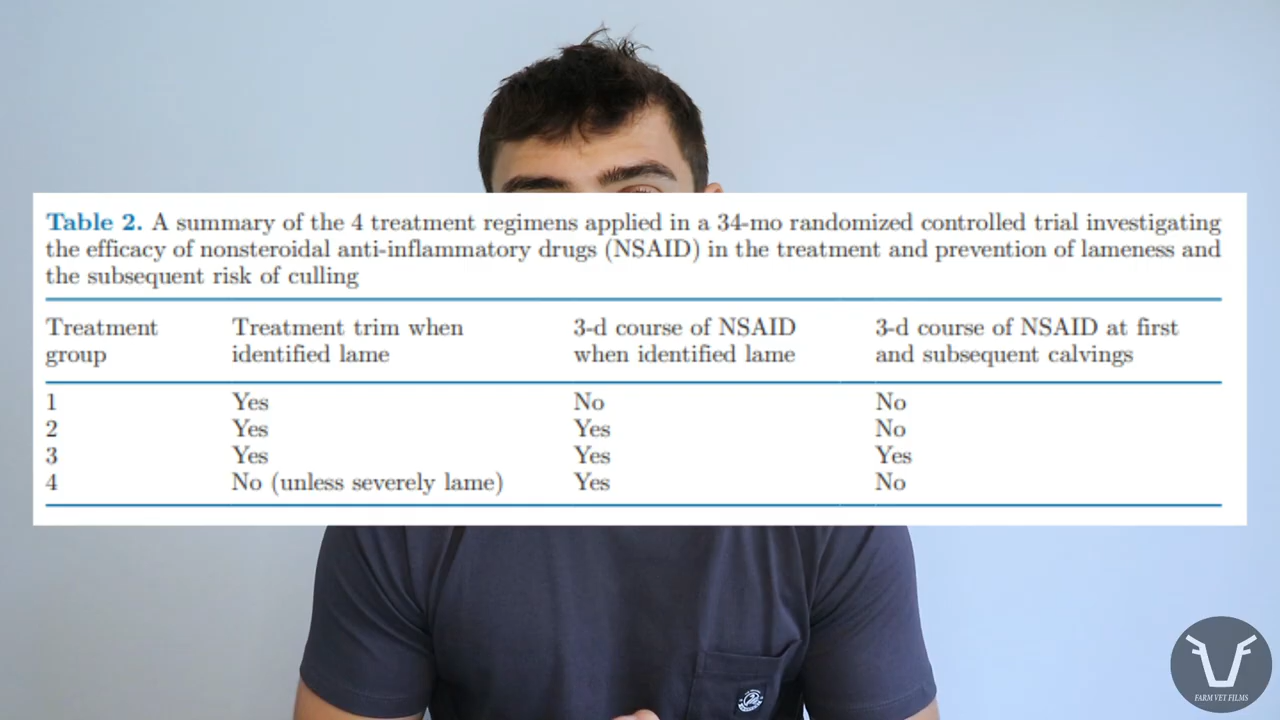 Table 2. A summary of the 4 treatment regimens applied in a 34-mo randomized controlled trial investigating
the efficacy of nonsteroidal anti-inflammatory drugs (NSAID) in the treatment and prevention of lameness and
the subsequent risk of culling
Treatment group Treatment trim when identified lame 3-d course of NSAID when identified lame 3-d course of NSAID at first and subsequent calvings
1 Yes No No
2 Yes Yes No
3 Yes Yes Yes
4 No (unless severely lame) Yes No
FARM VET FILMS